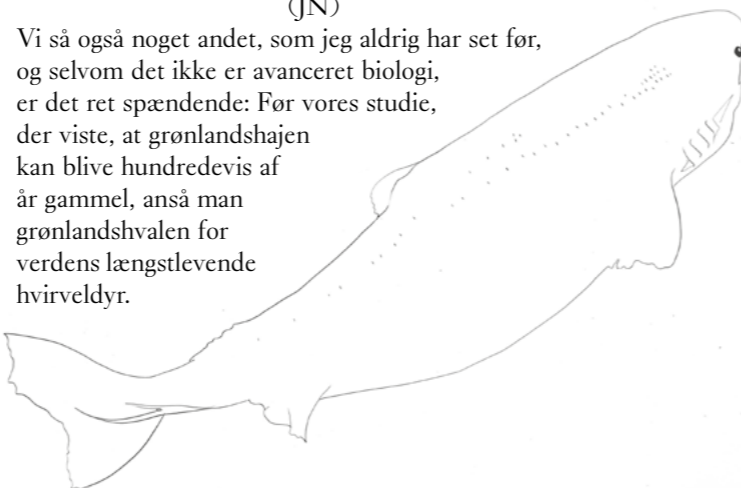 (JN)
Vi så også noget andet, som jeg aldrig har set før,
og selvom det ikke er avanceret biologi,
er det ret spændende: Før vores studie,
der viste, at grønlandshajen
kan blive hundredevis af
år gammel, anså man
grønlandshvalen for
verdens længstlevende
hvirveldyr.